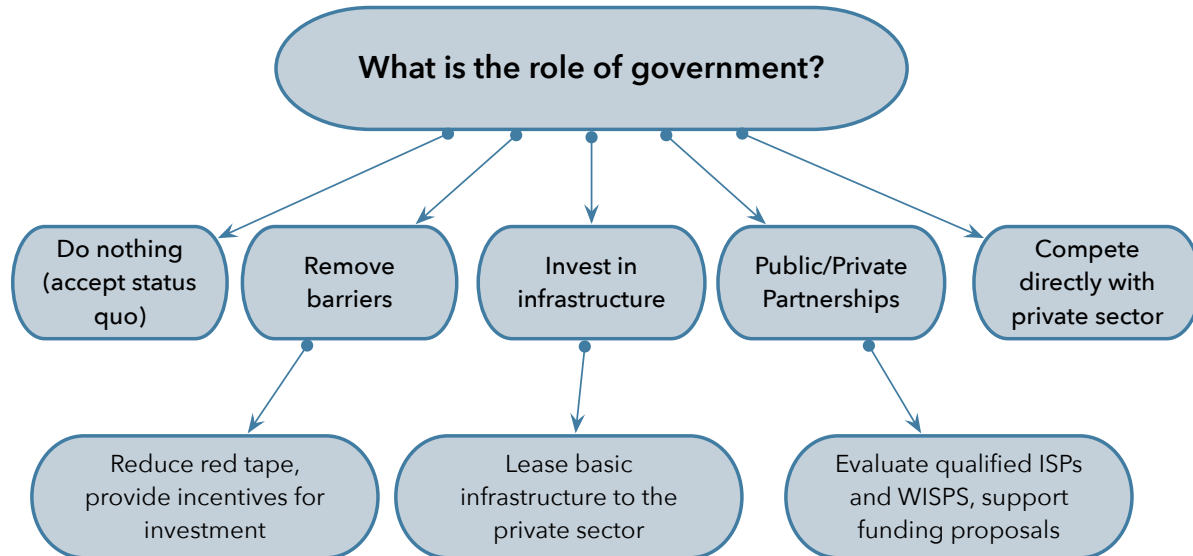 What is the role of government?
Do nothing
(accept status
quo)
Remove
barriers
Invest in
infrastructure
Public/Private
Partnerships
Compete
directly with
private sector
Reduce red tape,
provide incentives for
investment
Lease basic
infrastructure to the
private sector
Evaluate qualified ISPs
and WISPS, support
funding proposals